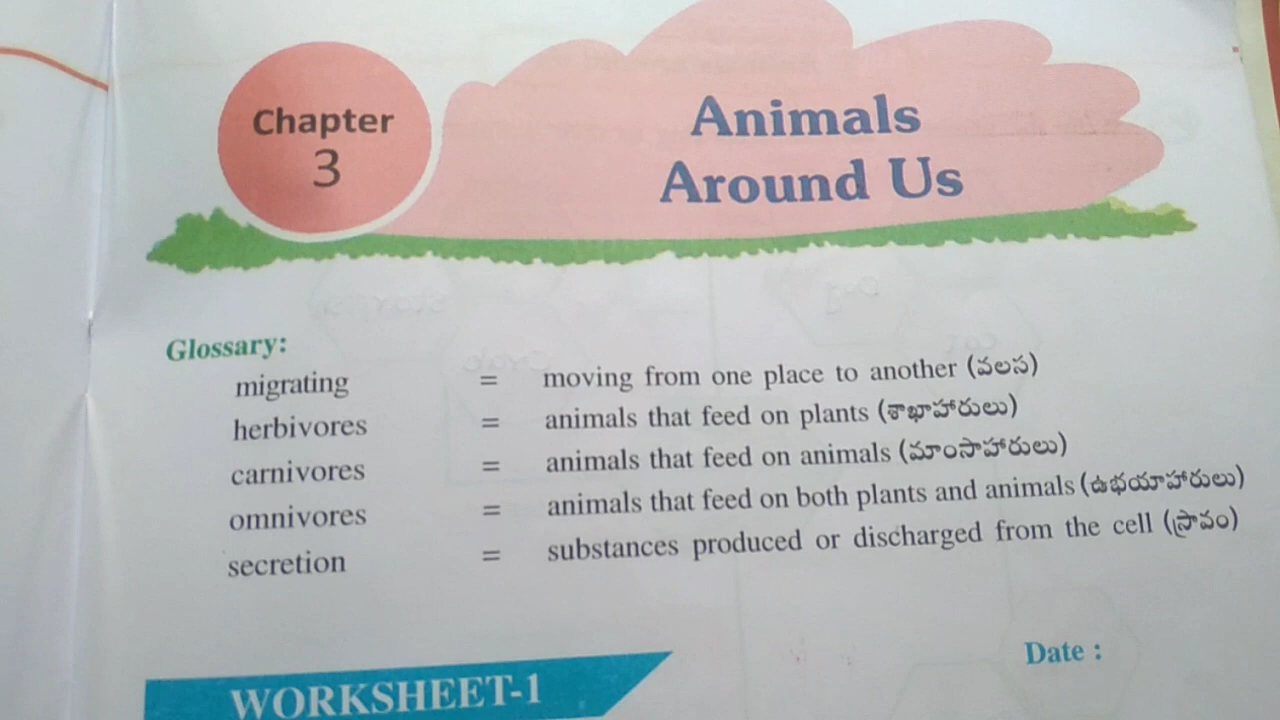 Chapter
3
Animals
Around Us
Glossary:
migrating = moving from one place to another (వలస)
herbivores = animals that feed on plants (శాఖాహారులు)
carnivores = animals that feed on animals (మాంసాహారులు)
omnivores = animals that feed on both plants and animals (ఉభయాహారులు)
secretion = substances produced or discharged from the cell (స్రావం)
Date :
WORKSHEET-1